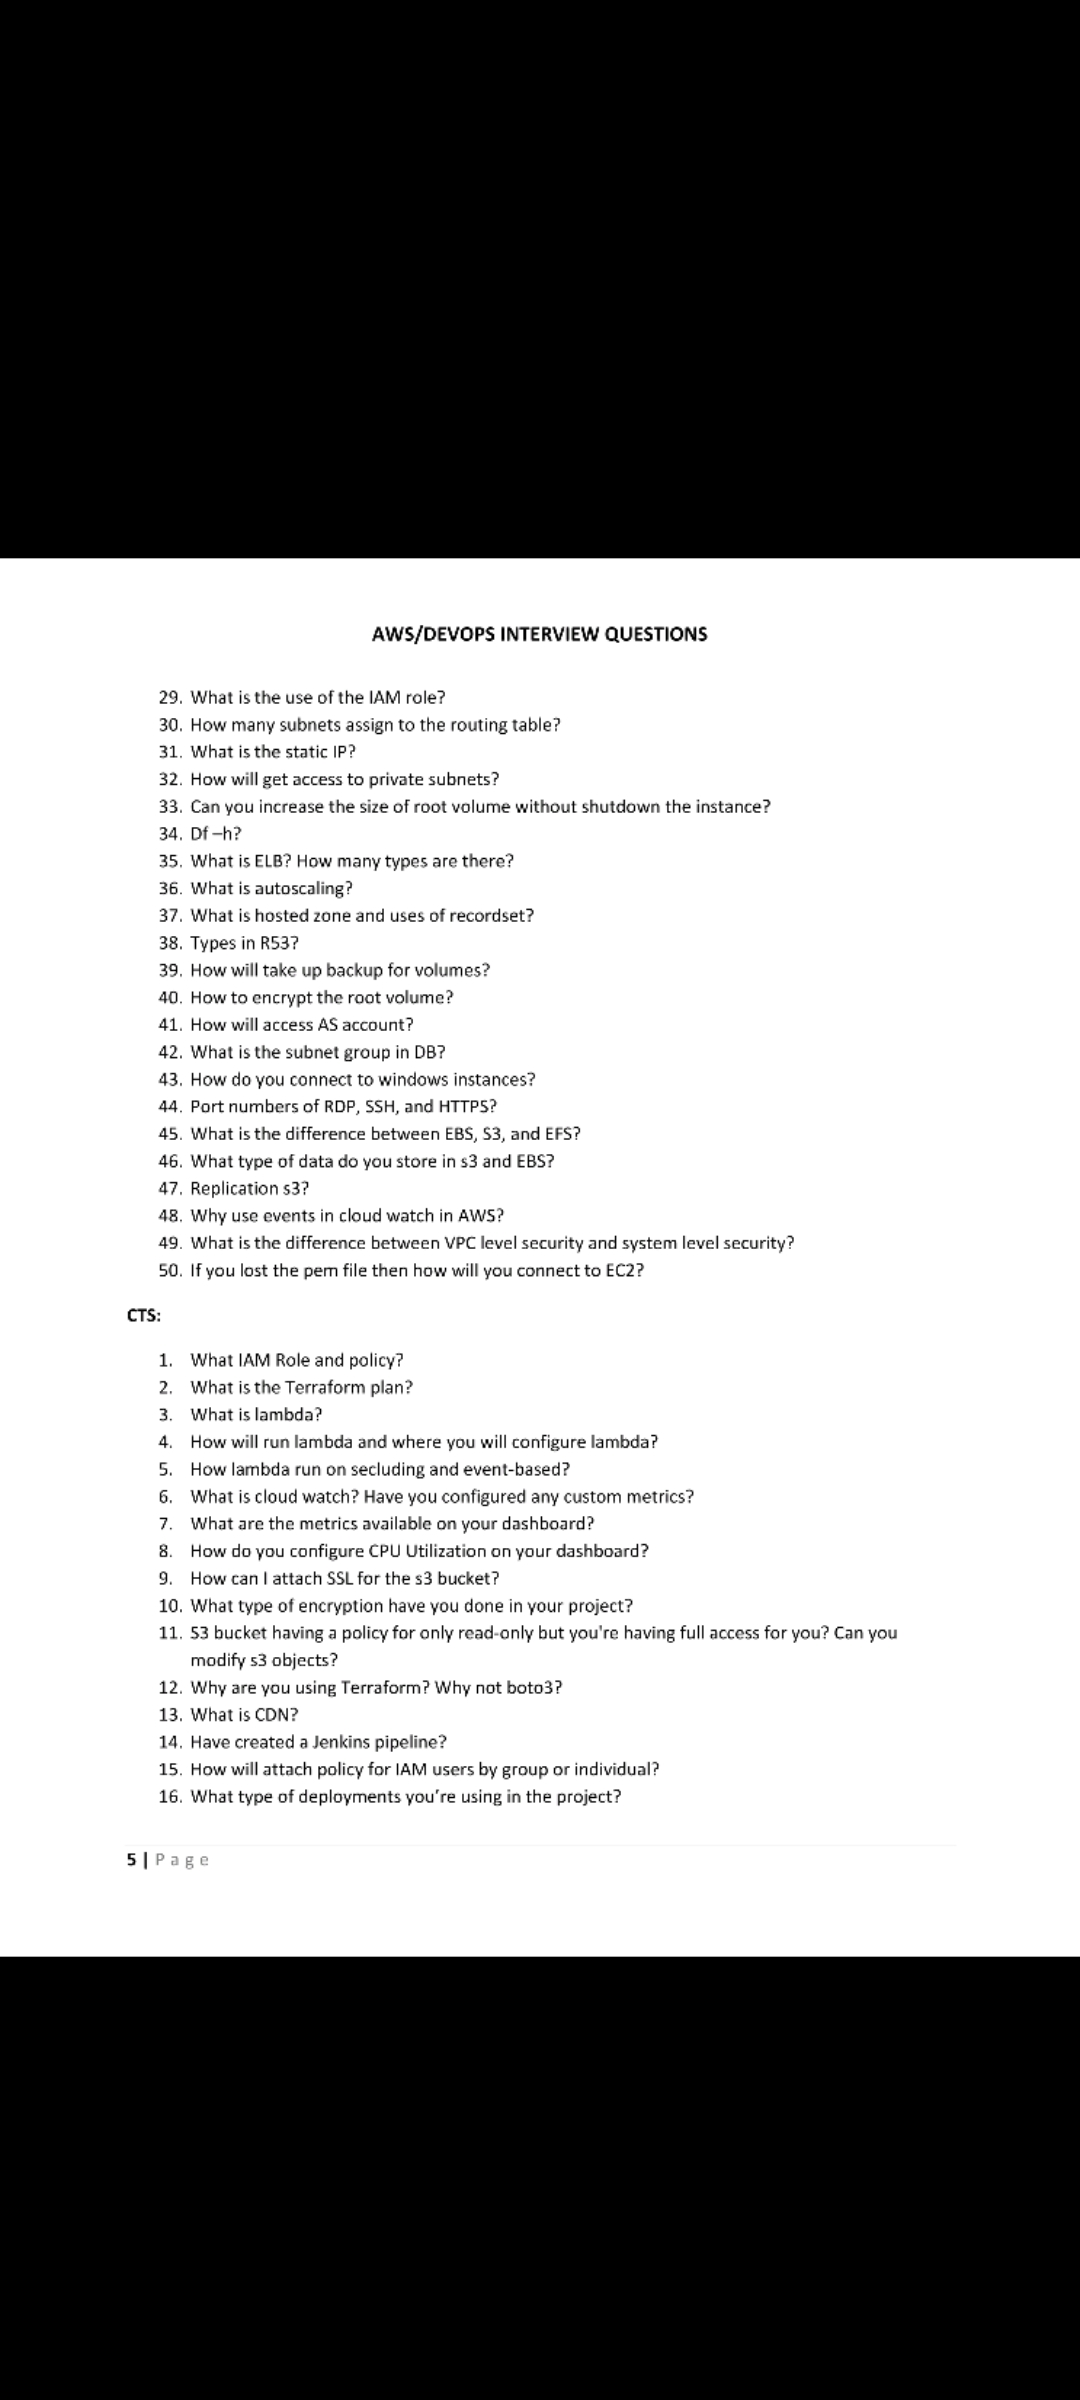 AWS/DEVOPS INTERVIEW QUESTIONS
29. What is the use of the IAM role?
30. How many subnets assign to the routing table?
31. What is the static IP?
32. How will get access to private subnets?
33. Can you increase the size of root volume without shutdown the instance?
34. Df –h?
35. What is ELB? How many types are there?
36. What is autoscaling?
37. What is hosted zone and uses of recordset?
38. Types in R53?
39. How will take up backup for volumes?
40. How to encrypt the root volume?
41. How will access AS account?
42. What is the subnet group in DB?
43. How do you connect to windows instances?
44. Port numbers of RDP, SSH, and HTTPS?
45. What is the difference between EBS, S3, and EFS?
46. What type of data do you store in s3 and EBS?
47. Replication s3?
48. Why use events in cloud watch in AWS?
49. What is the difference between VPC level security and system level security?
50. If you lost the pem file then how will you connect to EC2?
CTS:
1. What IAM Role and policy?
2. What is the Terraform plan?
3. What is lambda?
4. How will run lambda and where you will configure lambda?
5. How lambda run on secluding and event-based?
6. What is cloud watch? Have you configured any custom metrics?
7. What are the metrics available on your dashboard?
8. How do you configure CPU Utilization on your dashboard?
9. How can I attach SSL for the s3 bucket?
10. What type of encryption have you done in your project?
11. S3 bucket having a policy for only read-only but you're having full access for you? Can you
modify s3 objects?
12. Why are you using Terraform? Why not boto3?
13. What is CDN?
14. Have created a Jenkins pipeline?
15. How will attach policy for IAM users by group or individual?
16. What type of deployments you're using in the project?
5 | Page